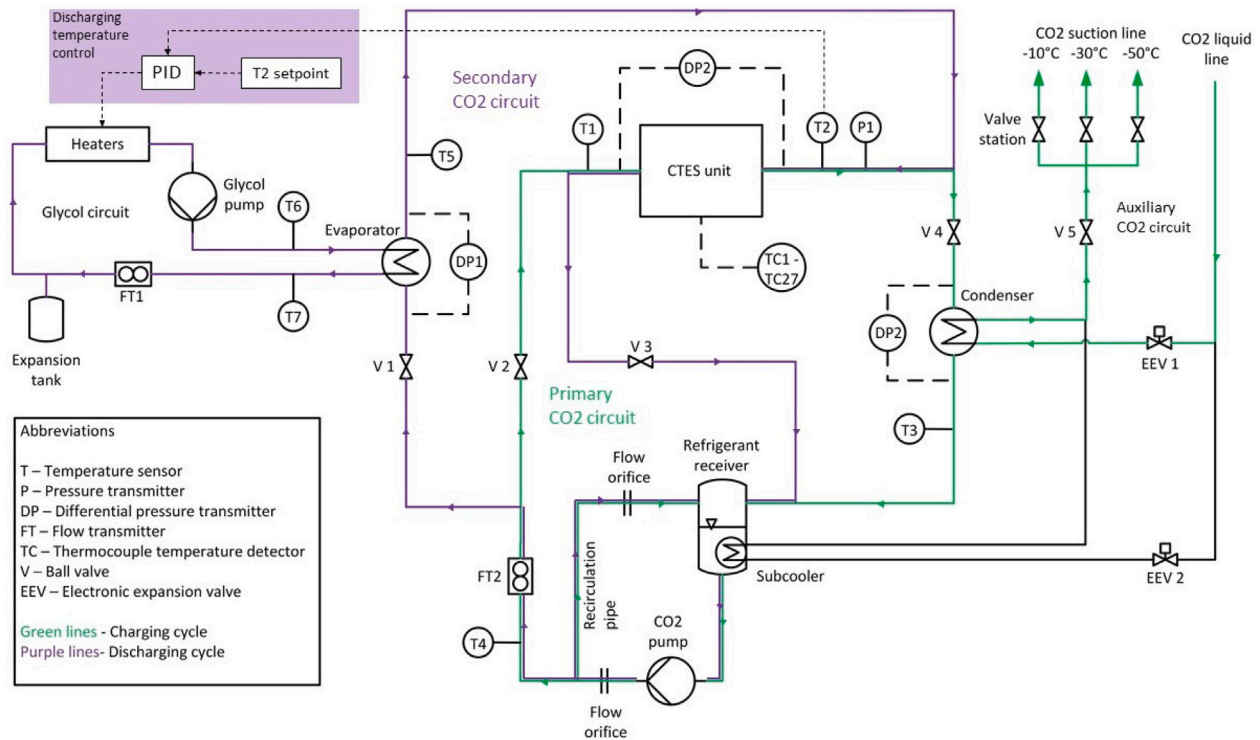 Discharging
temperature
control
PID
T2 setpoint
Secondary
CO2 circuit
DP2
CO2 suction line
-10°C
-30°C
-50°C
CO2 liquid
line
Valve
station
Heaters
T5
T1
T2
P1
CTES unit
Glycol
pump
Glycol circuit
T6
Evaporator
DP1
TC1 -
TC27
V 4
V 5
Auxiliary
CO2 circuit
FT1
T7
Condenser
DP2
Expansion
tank
V 1
V 2
V 3
EEV 1
Primary
CO2 circuit
T3
Abbreviations
T – Temperature sensor
P – Pressure transmitter
DP – Differential pressure transmitter
FT – Flow transmitter
TC – Thermocouple temperature detector
V – Ball valve
EEV – Electronic expansion valve
Green lines - Charging cycle
Purple lines- Discharging cycle
Flow
orifice
Refrigerant
receiver
FT2
Recirculation
pipe
Subcooler
EEV 2
T4
CO2
pump
Flow
orifice